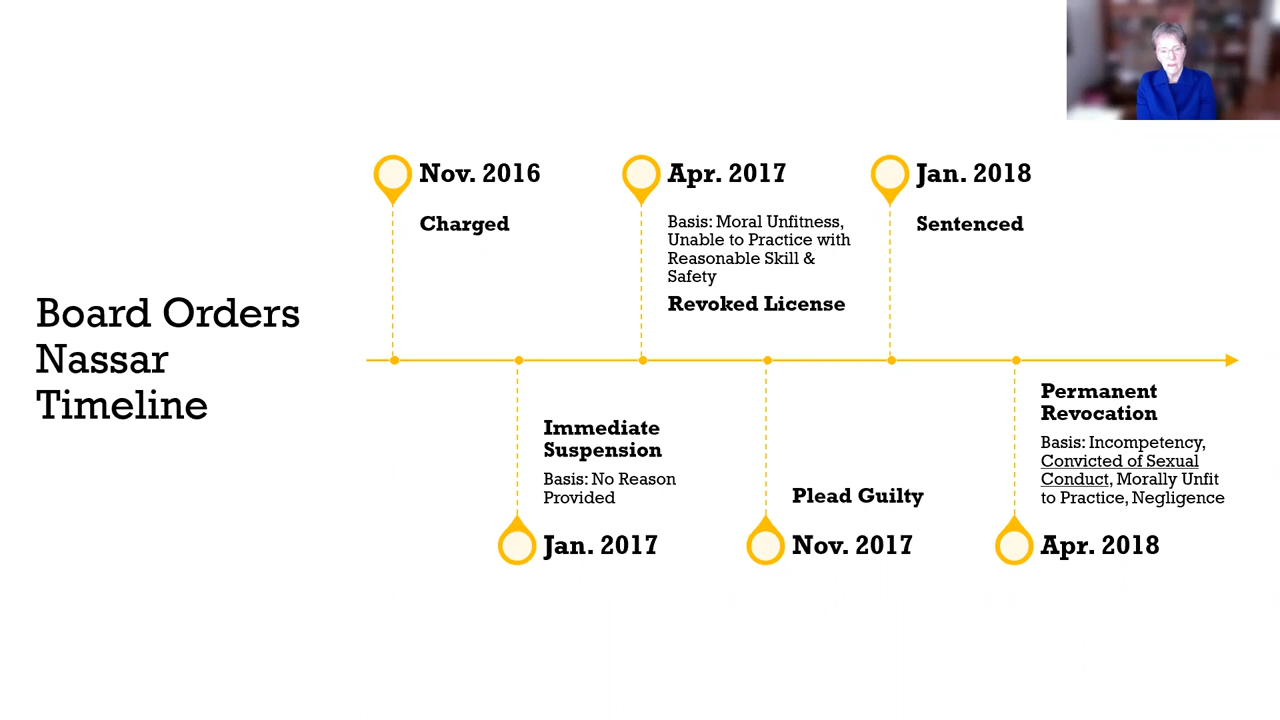 Board Orders
Nassar
Timeline
Nov. 2016
Charged
Immediate
Suspension
Basis: No Reason
Provided
Jan. 2017
Apr. 2017
Basis: Moral Unfitness,
Unable to Practice with
Reasonable Skill &
Safety
Revoked License
Plead Guilty
Nov. 2017
Jan. 2018
Sentenced
Permanent
Revocation
Basis: Incompetency,
Convicted of Sexual
Conduct, Morally Unfit
to Practice, Negligence
Apr. 2018